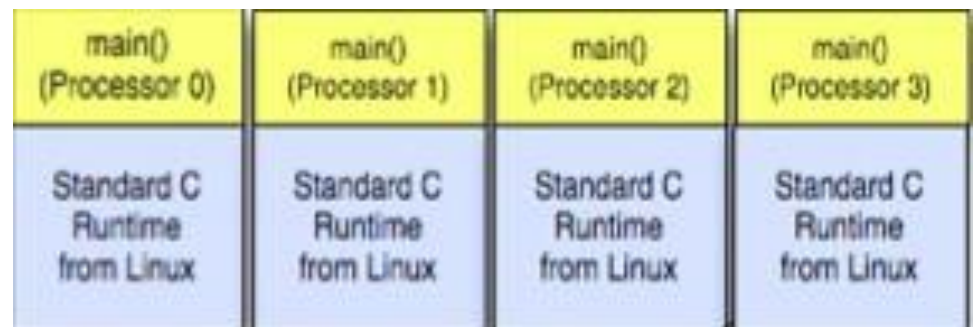 main()
(Processor 0)
main()
(Processor 1)
main()
(Processor 2)
main()
(Processor 3)
Standard C
Runtime
from Linux
Standard C
Runtime
from Linux
Standard C
Runtime
from Linux
Standard C
Runtime
from Linux